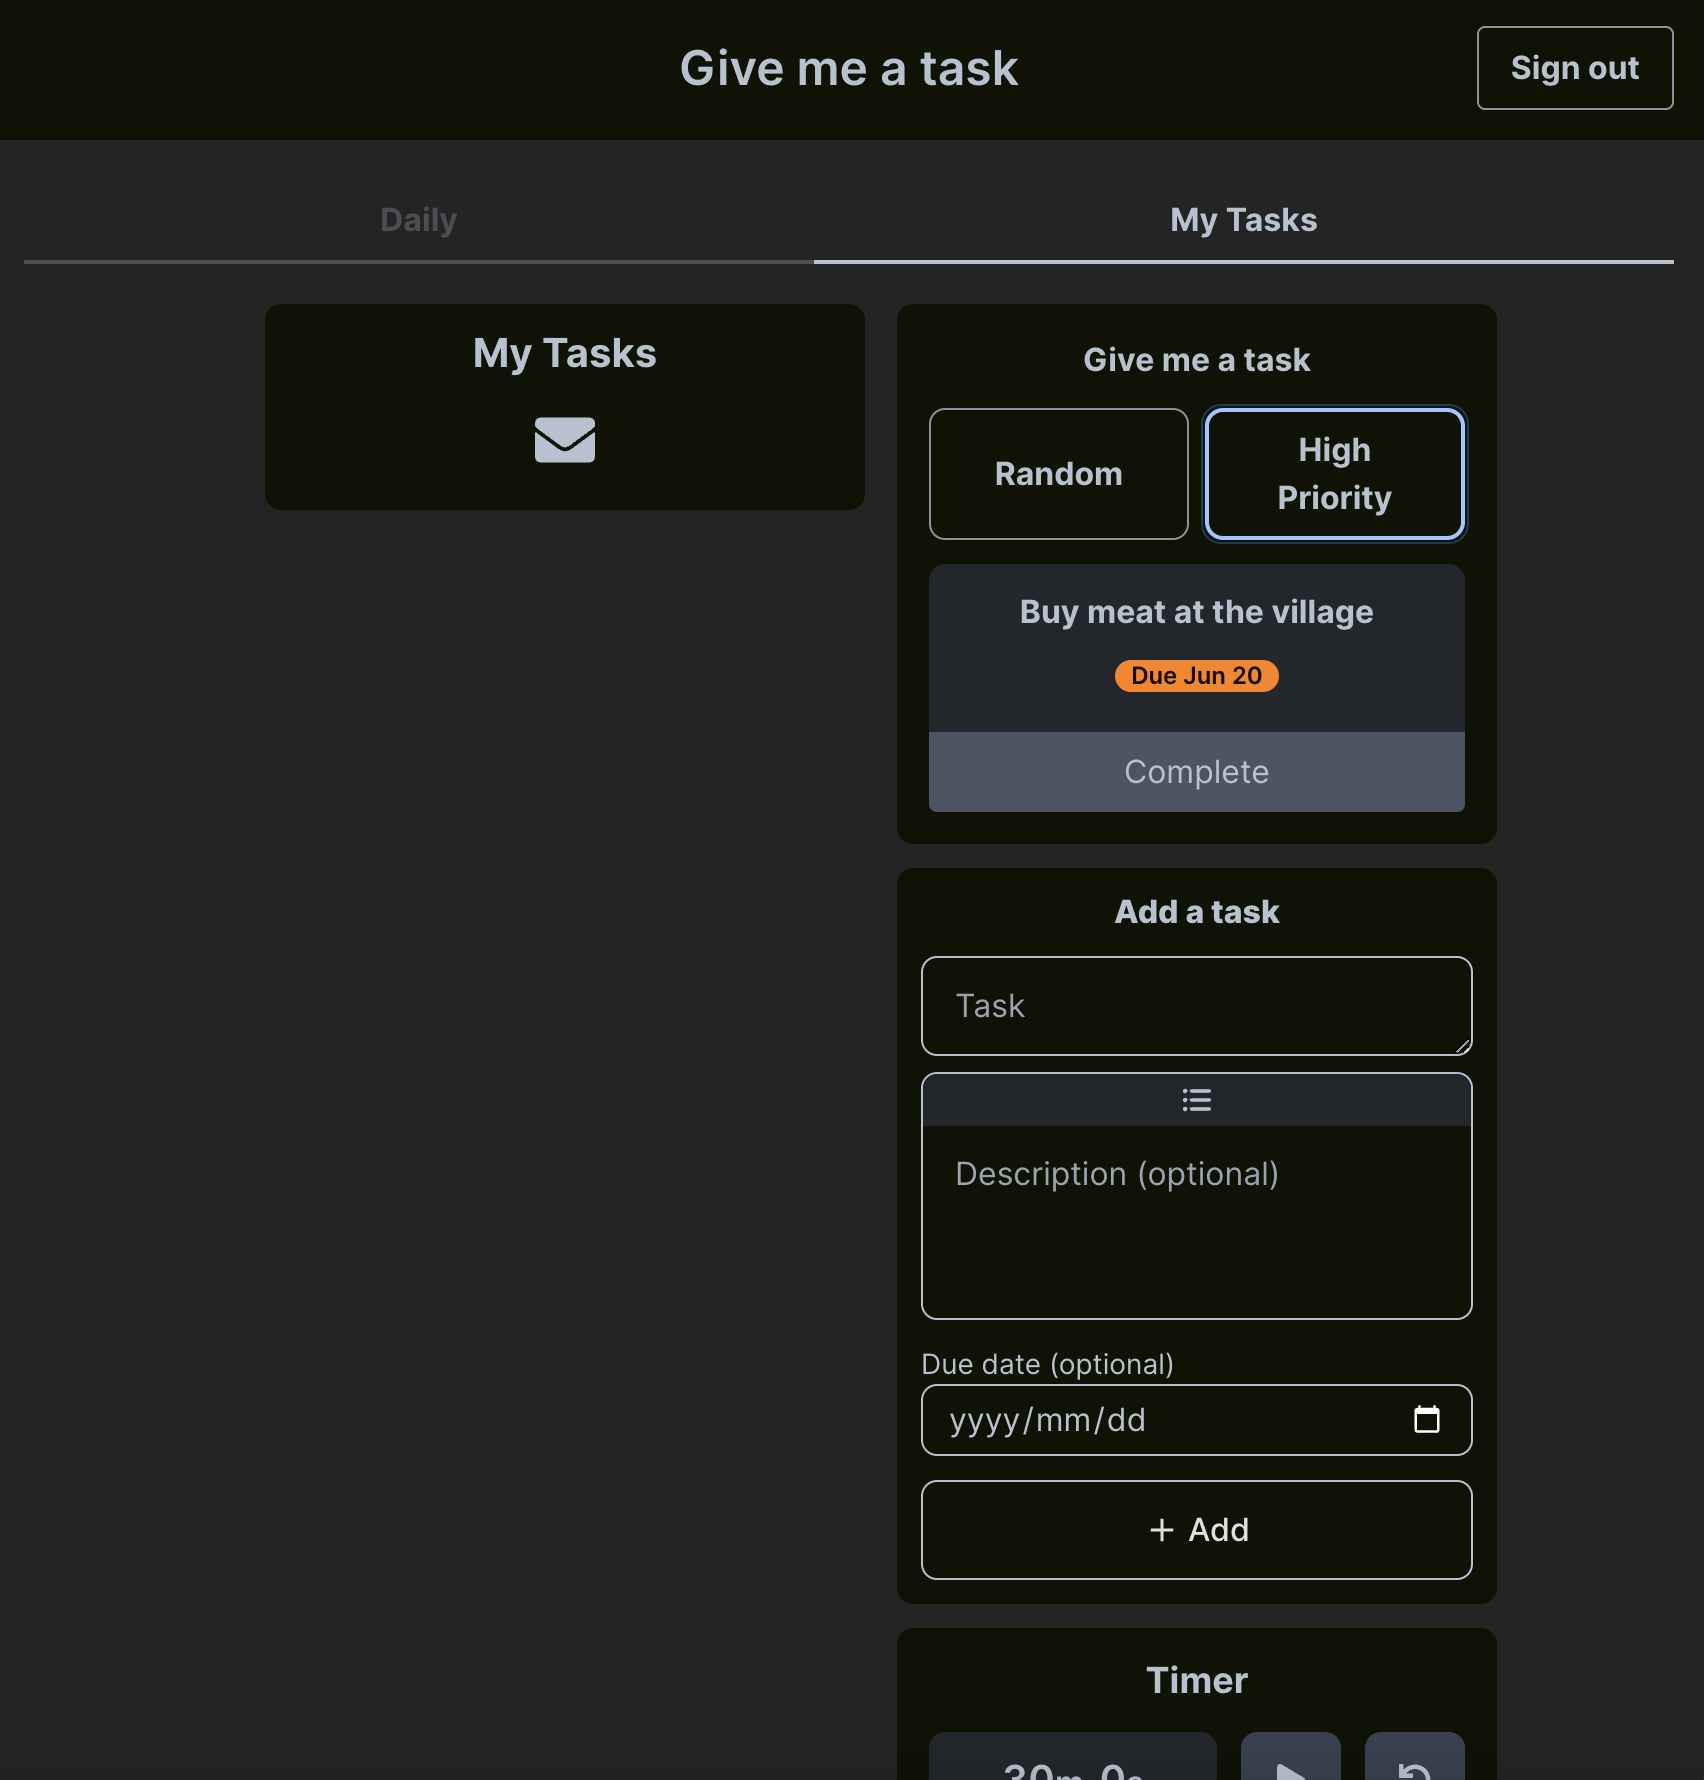 Give me a task
Sign out
Daily
My Tasks
My Tasks
Give me a task
Random
High
Priority
Buy meat at the village
Due Jun 20
Complete
Add a task
Task
Description (optional)
Due date (optional)
yyyy/mm/dd
+ Add
Timer
30m 0s